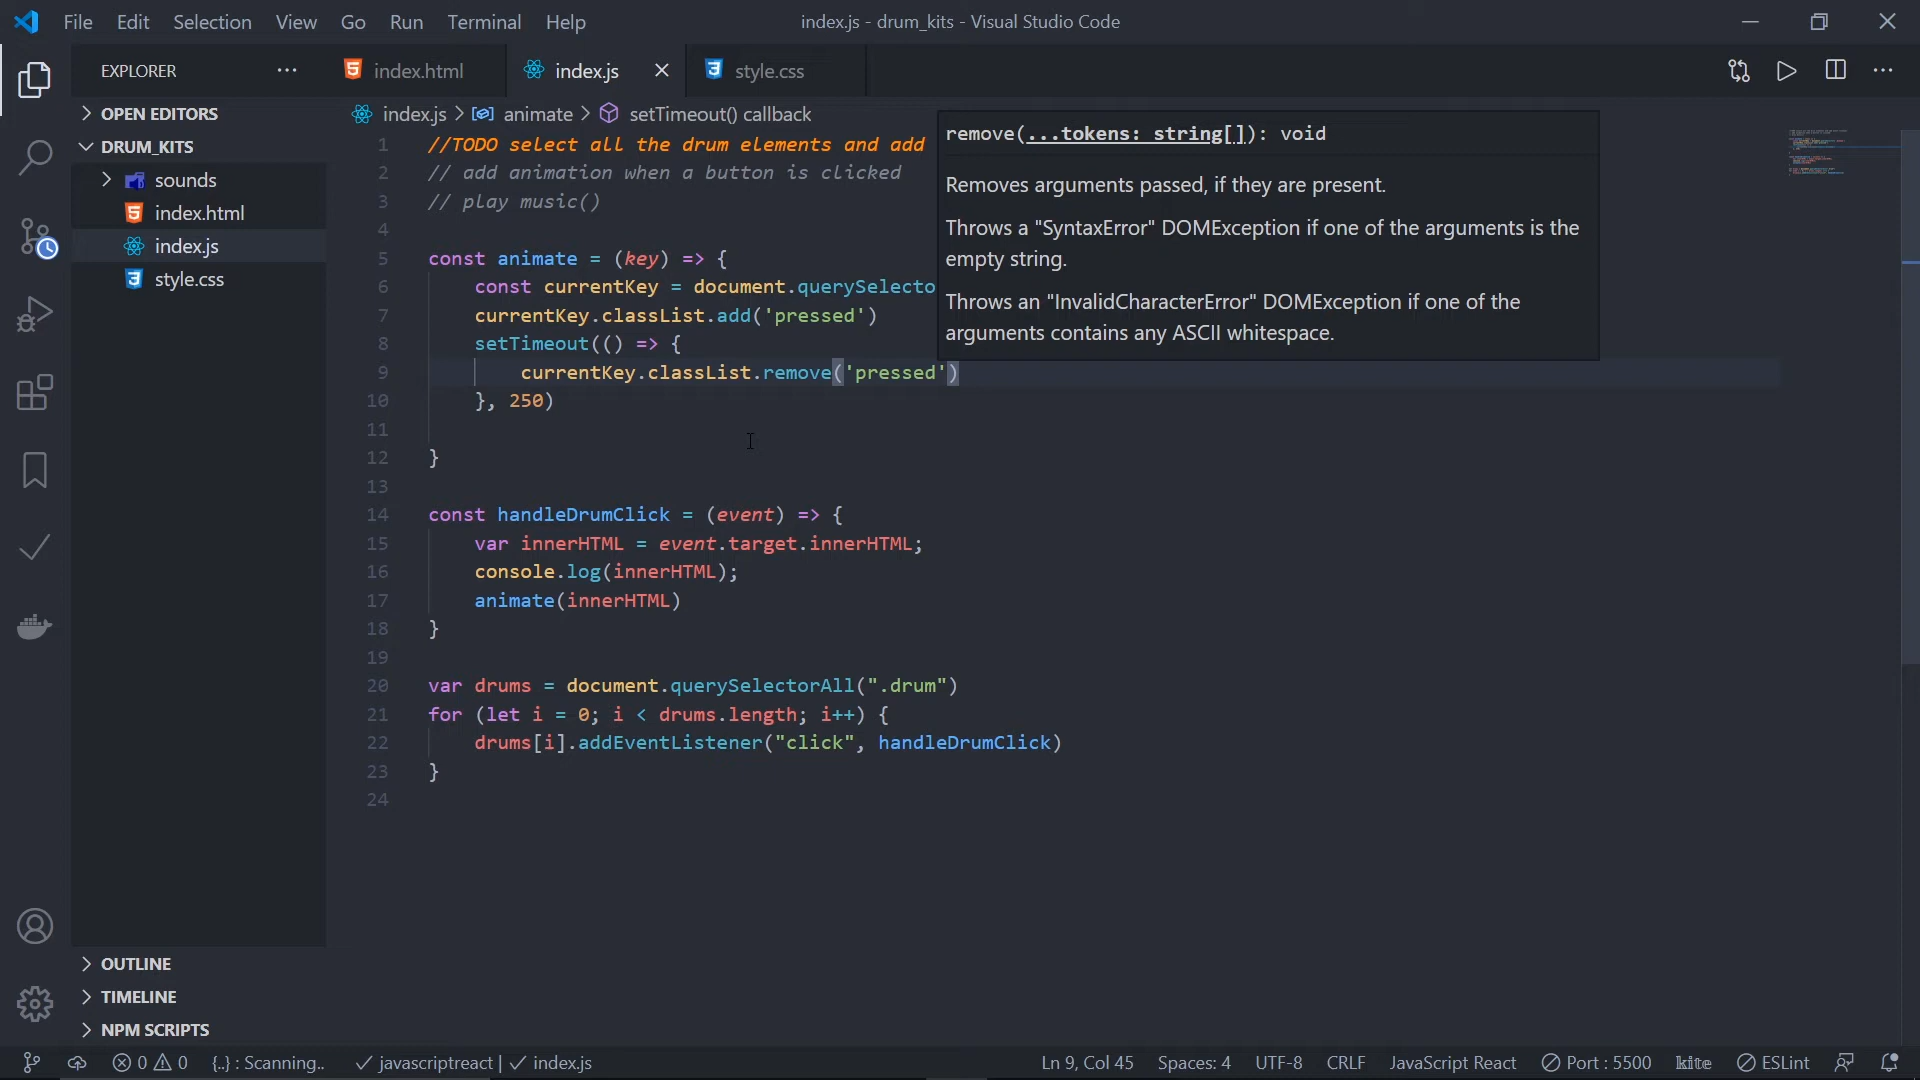 File Edit Selection View Go Run Terminal Help
index.js - drum_kits - Visual Studio Code
EXPLORER
index.html
index.js
style.css
OPEN EDITORS
DRUM_KITS
sounds
index.html
index.js
style.css
OUTLINE
TIMELINE
NPM SCRIPTS
index.js > animate > setTimeout() callback
1 //TODO select all the drum elements and add
2 // add animation when a button is clicked
3 // play music()
4
5 const animate = (key) => {
6 const currentKey = document.querySelecto
7 currentKey.classList.add('pressed')
8 setTimeout(() => {
9 currentKey.classList.remove('pressed')
10 }, 250)
11
12 }
13
14 const handleDrumClick = (event) => {
15 var innerHTML = event.target.innerHTML;
16 console.log(innerHTML);
17 animate(innerHTML)
18 }
19
20 var drums = document.querySelectorAll(".drum")
21 for (let i = 0; i < drums.length; i++) {
22 drums[i].addEventListener("click", handleDrumClick)
23 }
24
remove(...tokens: string[]): void
Removes arguments passed, if they are present.
Throws a "SyntaxError" DOMException if one of the arguments is the
empty string.
Throws an "InvalidCharacterError" DOMException if one of the
arguments contains any ASCII whitespace.
0 0 {..} : Scanning.. ✓ javascriptreact | ✓ index.js
Ln 9, Col 45 Spaces: 4 UTF-8 CRLF JavaScript React Port : 5500 kite ESLint